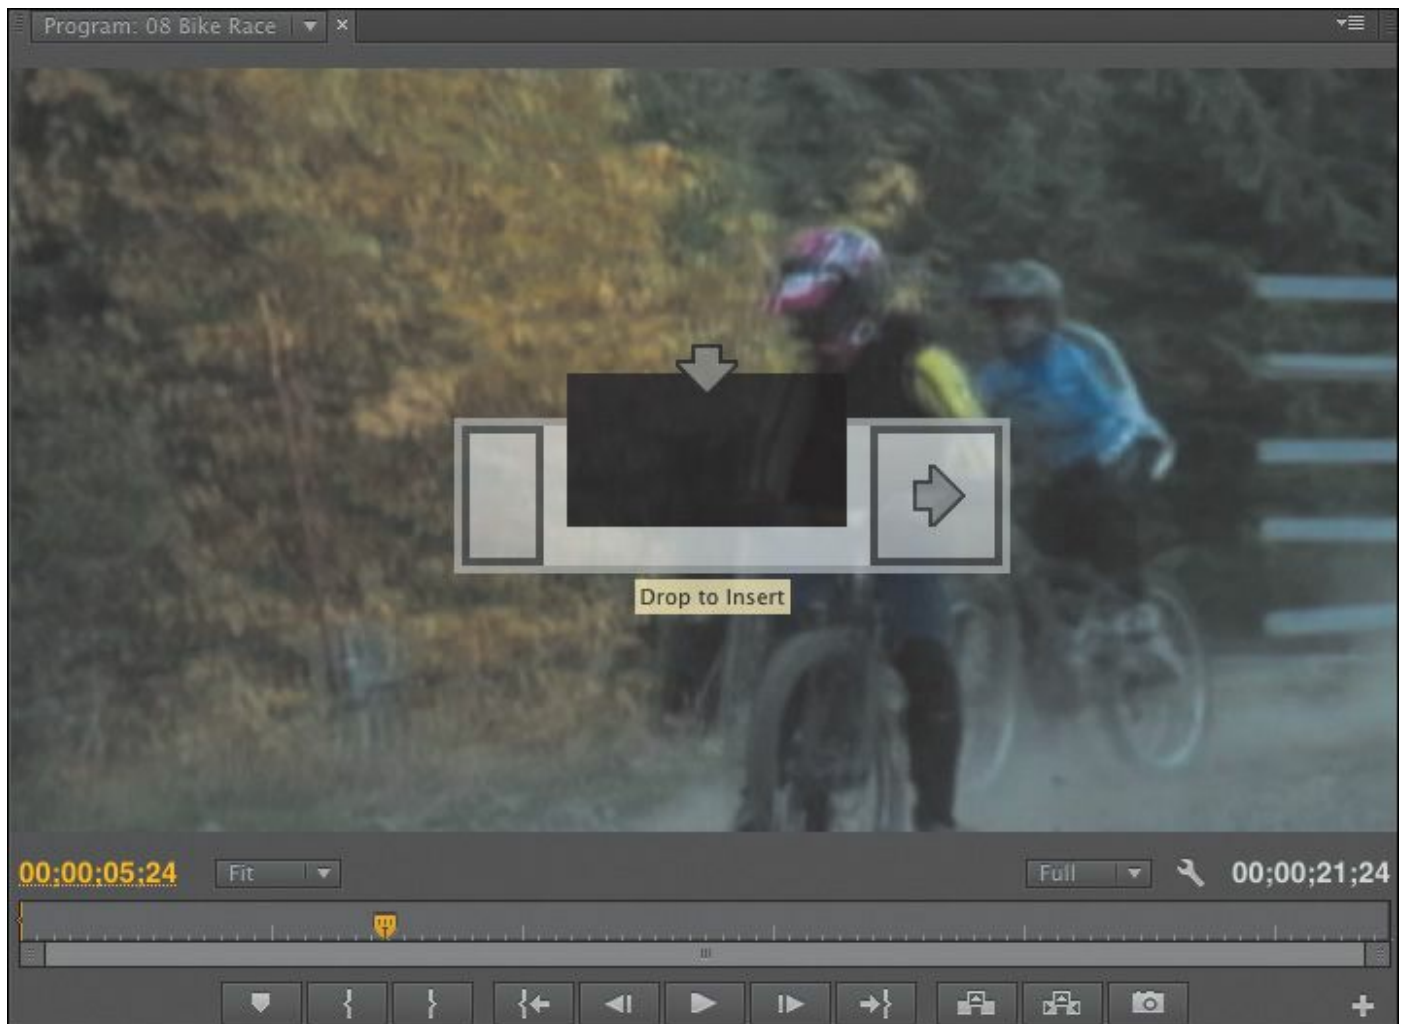 Program: 08 Bike Race
Drop to Insert
00;00;05;24
Fit
Full
00;00;21;24